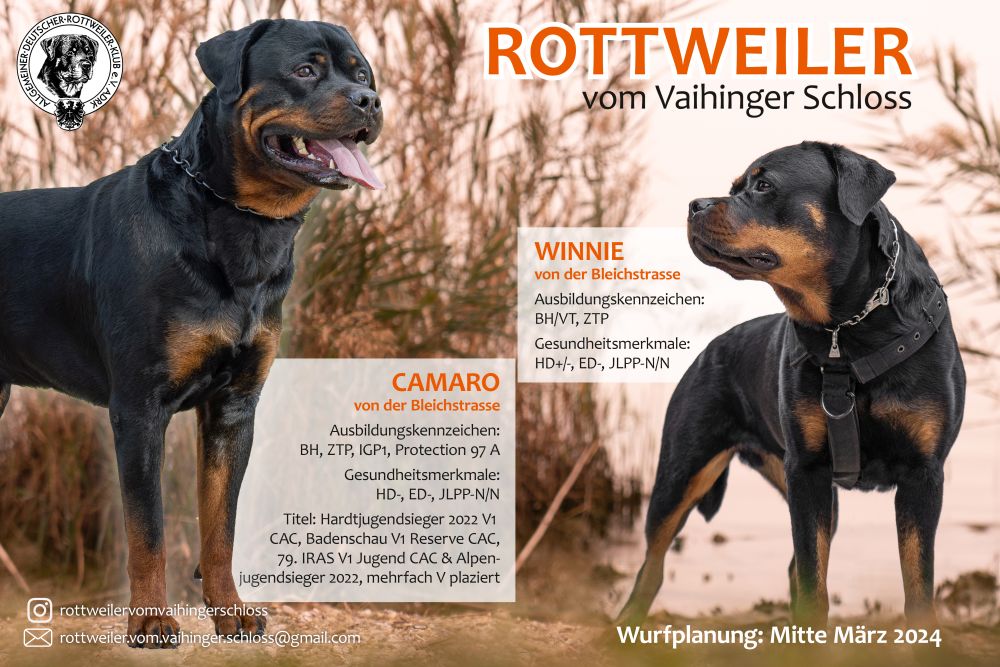 ALLGEMEINER-DEUTSCHER-ROTTWEILER-KLUB e.V. ADRK
ROTTWEILER
vom Vaihinger Schloss
WINNIE
von der Bleichstrasse
Ausbildungskennzeichen:
BH/VT, ZTP
Gesundheitsmerkmale:
HD+/-, ED-, JLPP-N/N
CAMARO
von der Bleichstrasse
Ausbildungskennzeichen:
BH, ZTP, IGP1, Protection 97 A
Gesundheitsmerkmale:
HD-, ED-, JLPP-N/N
Titel: Hardtjugendsieger 2022 V1
CAC, Badenschau V1 Reserve CAC,
79. IRAS V1 Jugend CAC & Alpen-
jugendsieger 2022, mehrfach V plaziert
rottweilervomvaihingerschloss
rottweiler.vom.vaihinger.schloss@gmail.com
Wurfplanung: Mitte März 2024